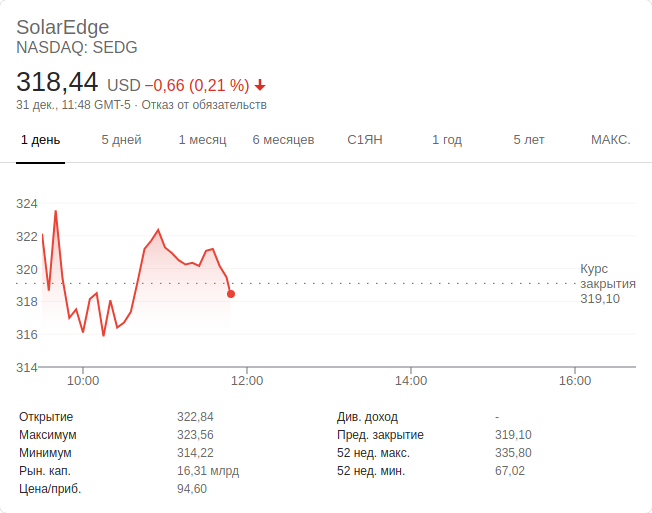 SolarEdge
NASDAQ: SEDG
318,44 USD −0,66 (0,21 %)
31 дек., 11:48 GMT-5 · Отказ от обязательств
1 день 5 дней 1 месяц 6 месяцев С1ЯН 1 год 5 лет МАКС.
324
322
320
318
316
314
Курс
закрытия
319,10
10:00 12:00 14:00 16:00
Открытие 322,84 Див. доход -
Максимум 323,56 Пред. закрытие 319,10
Минимум 314,22 52 нед. макс. 335,80
Рын. кап. 16,31 млрд 52 нед. мин. 67,02
Цена/приб. 94,60